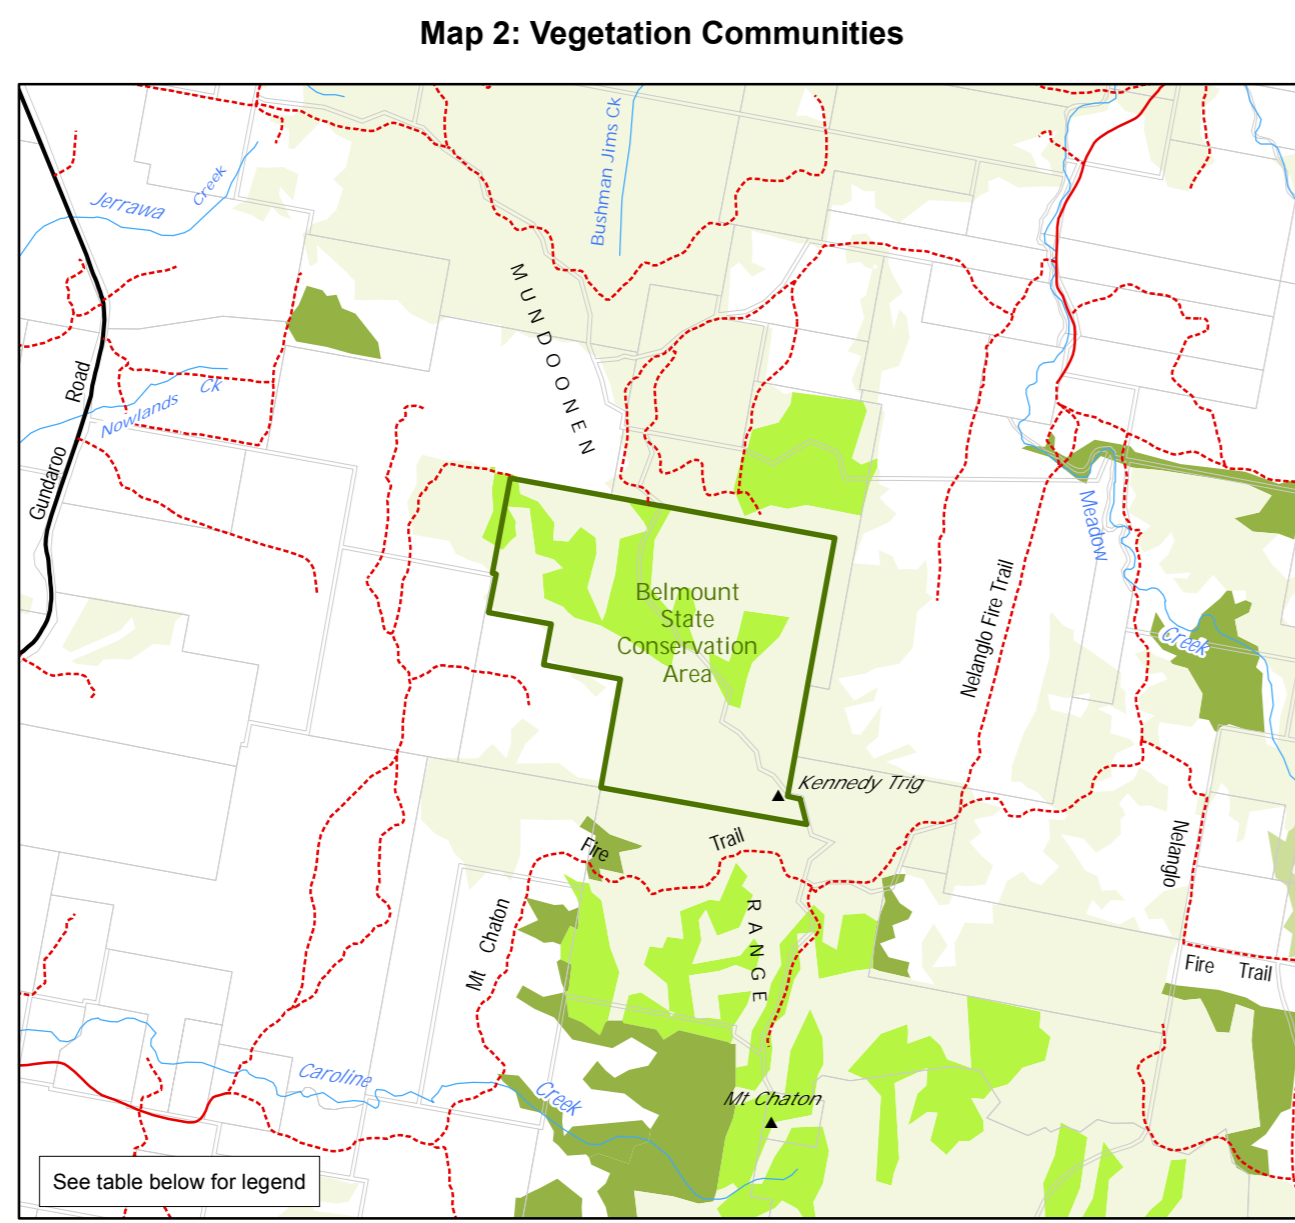 Map 2: Vegetation Communities
Bushman Jims Ck
Jerrawa Creek
MUNDOONEN
Road
Nowlands Ck
Gundaroo
Meadow
Nelanglo Fire Trail
Belmount
State
Conservation
Area
Creek
Kennedy Trig
Nelanglo
Fire
Trail
Mt Chaton
RANGE
Fire Trail
Caroline
Creek
Mt Chaton
See table below for legend